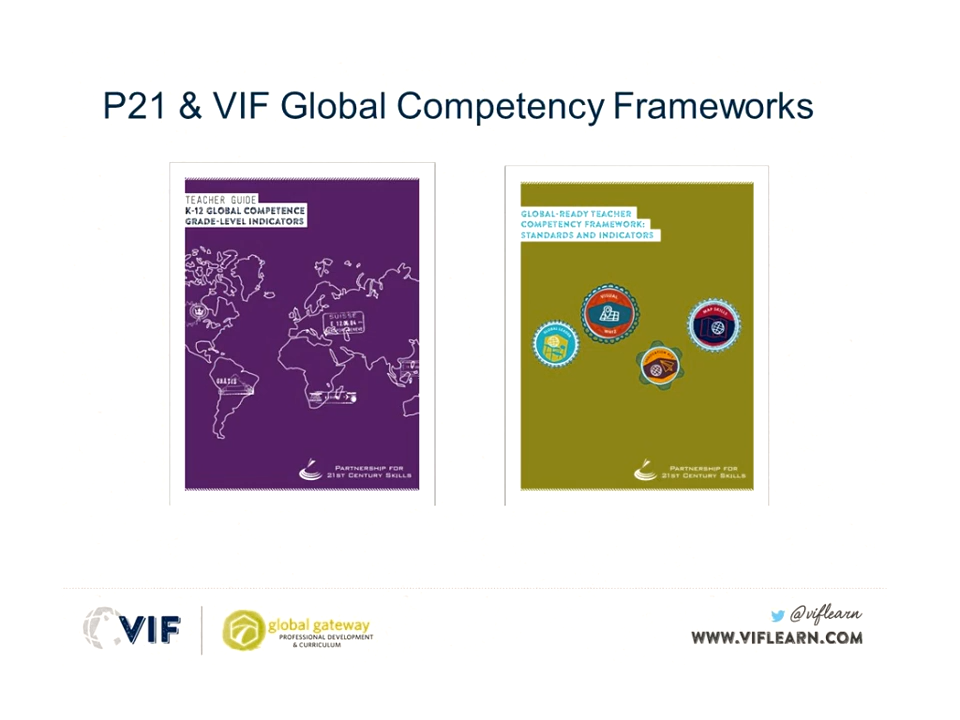 P21 & VIF Global Competency Frameworks
TEACHER GUIDE
K-12 GLOBAL COMPETENCE
GRADE-LEVEL INDICATORS
SUISSE
PARTNERSHIP FOR
21ST CENTURY SKILLS
GLOBAL-READY TEACHER
COMPETENCY FRAMEWORK:
STANDARDS AND INDICATORS
VISUAL
MAP SKILLS
PARTNERSHIP FOR
21ST CENTURY SKILLS
VIF
global gateway
PROFESSIONAL DEVELOPMENT
& CURRICULUM
@viflearn
WWW.VIFLEARN.COM